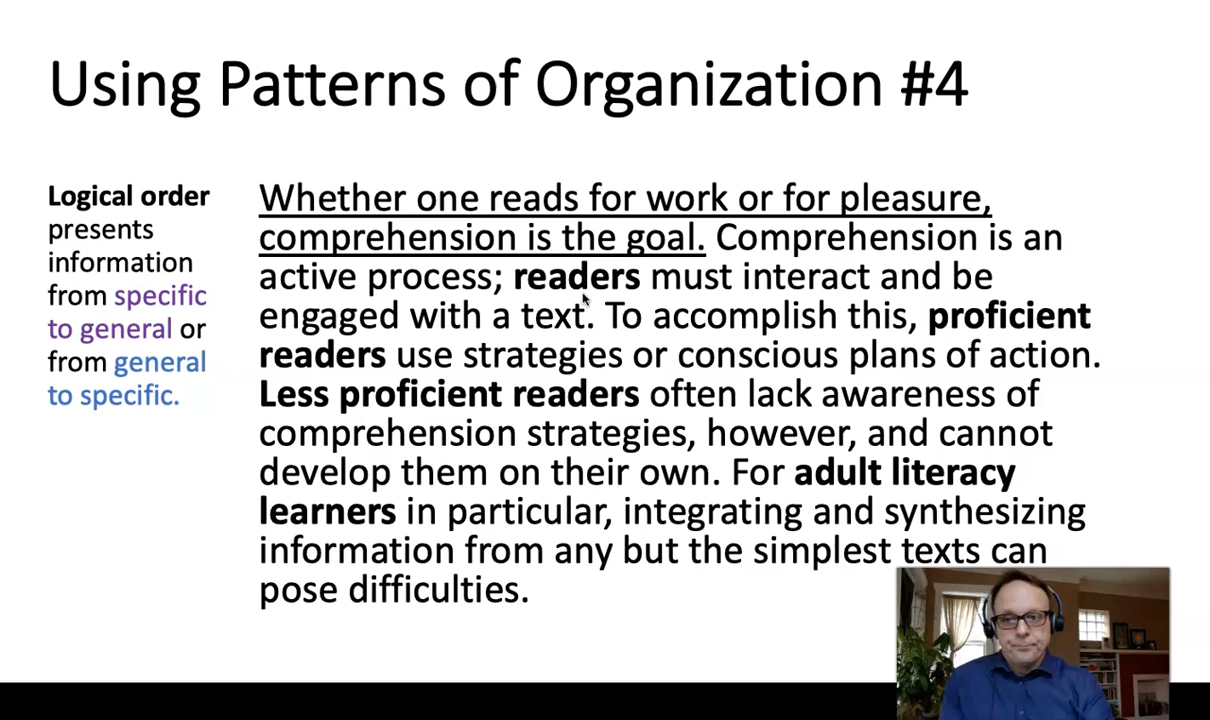 Using Patterns of Organization #4
Logical order
presents
information
from specific
to general or
from general
to specific.
Whether one reads for work or for pleasure,
comprehension is the goal. Comprehension is an
active process; readers must interact and be
engaged with a text. To accomplish this, proficient
readers use strategies or conscious plans of action.
Less proficient readers often lack awareness of
comprehension strategies, however, and cannot
develop them on their own. For adult literacy
learners in particular, integrating and synthesizing
information from any but the simplest texts can
pose difficulties.